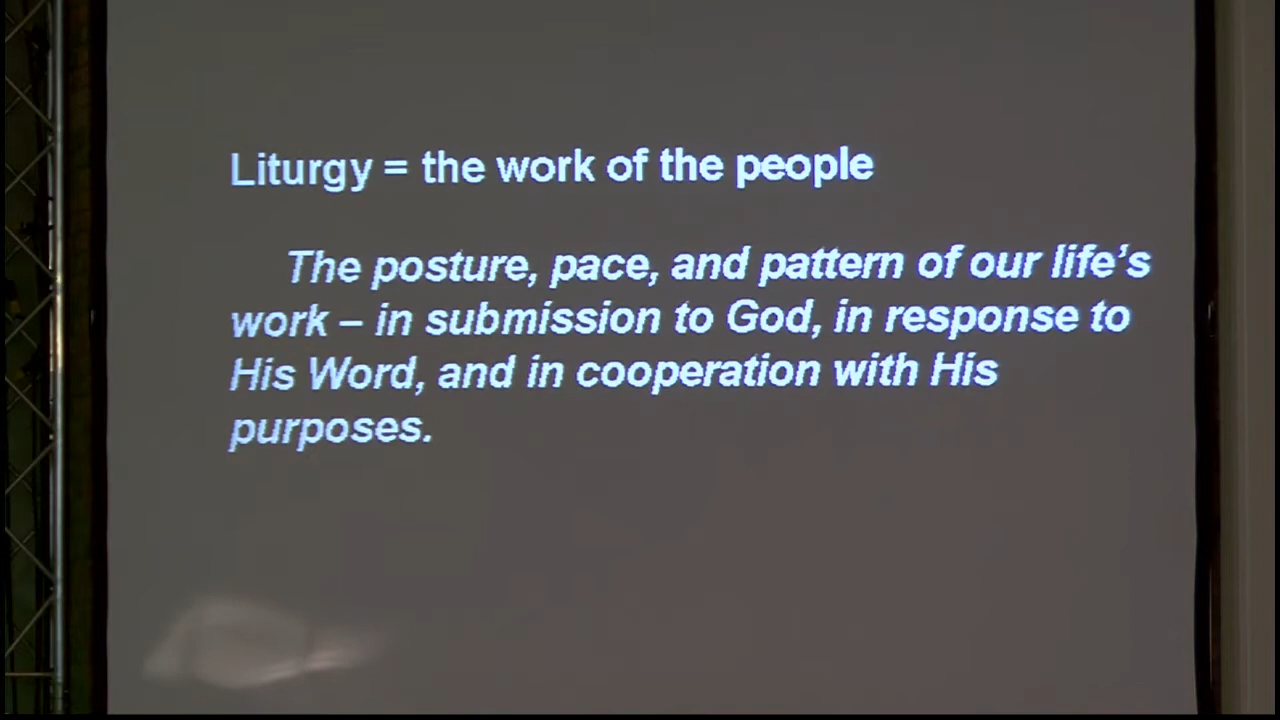 Liturgy = the work of the people
The posture, pace, and pattern of our life’s
work – in submission to God, in response to
His Word, and in cooperation with His
purposes.